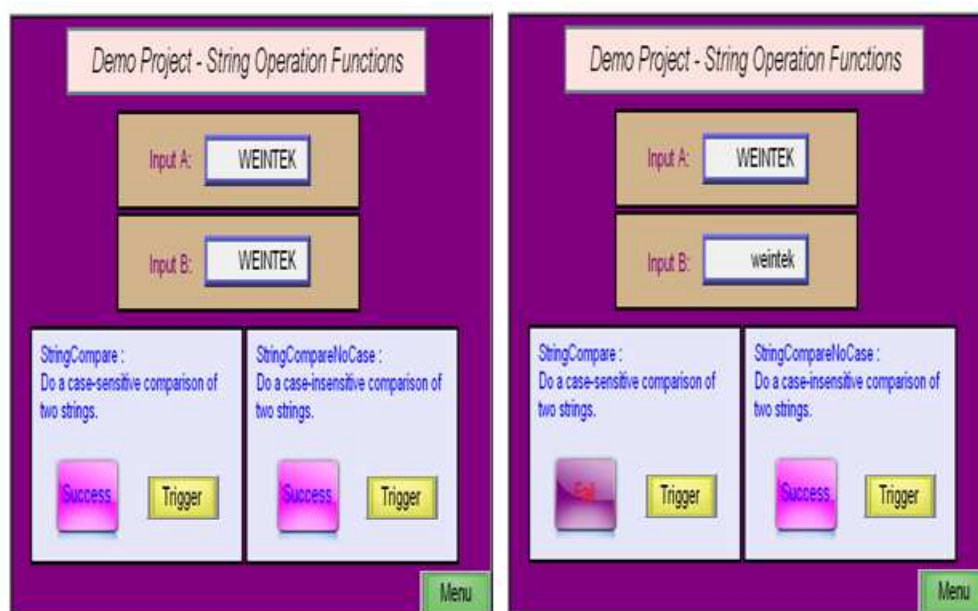 Demo Project - String Operation Functions
Input A:
WEINTEK
Input B:
WEINTEK
StringCompare :
Do a case-sensitive comparison of
two strings.
Success
Trigger
StringCompareNoCase :
Do a case-insensitive comparison of
two strings.
Success
Trigger
Menu
Demo Project - String Operation Functions
Input A:
WEINTEK
Input B:
weintek
StringCompare :
Do a case-sensitive comparison of
two strings.
Fail
Trigger
StringCompareNoCase :
Do a case-insensitive comparison of
two strings.
Success
Trigger
Menu